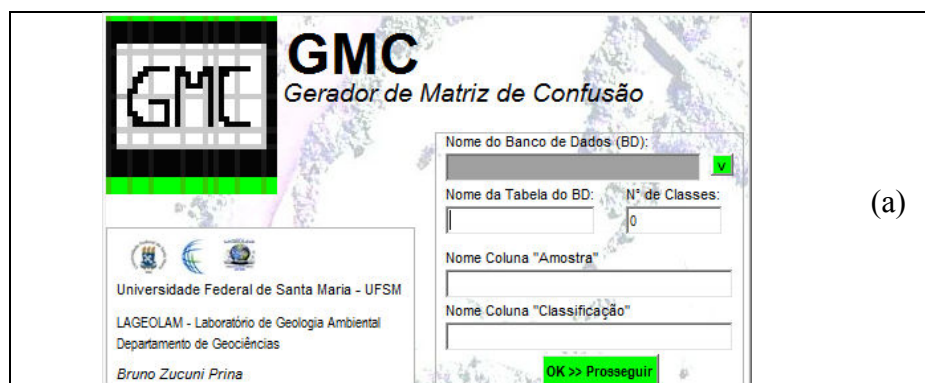 GMC
GMC
Gerador de Matriz de Confusão
Nome do Banco de Dados (BD):
v
Nome da Tabela do BD: N° de Classes:
0
Nome Coluna "Amostra"
Nome Coluna "Classificação"
OK >> Prosseguir
Universidade Federal de Santa Maria - UFSM
LAGEOLAM - Laboratório de Geologia Ambiental
Departamento de Geociências
Bruno Zucuni Prina
(a)